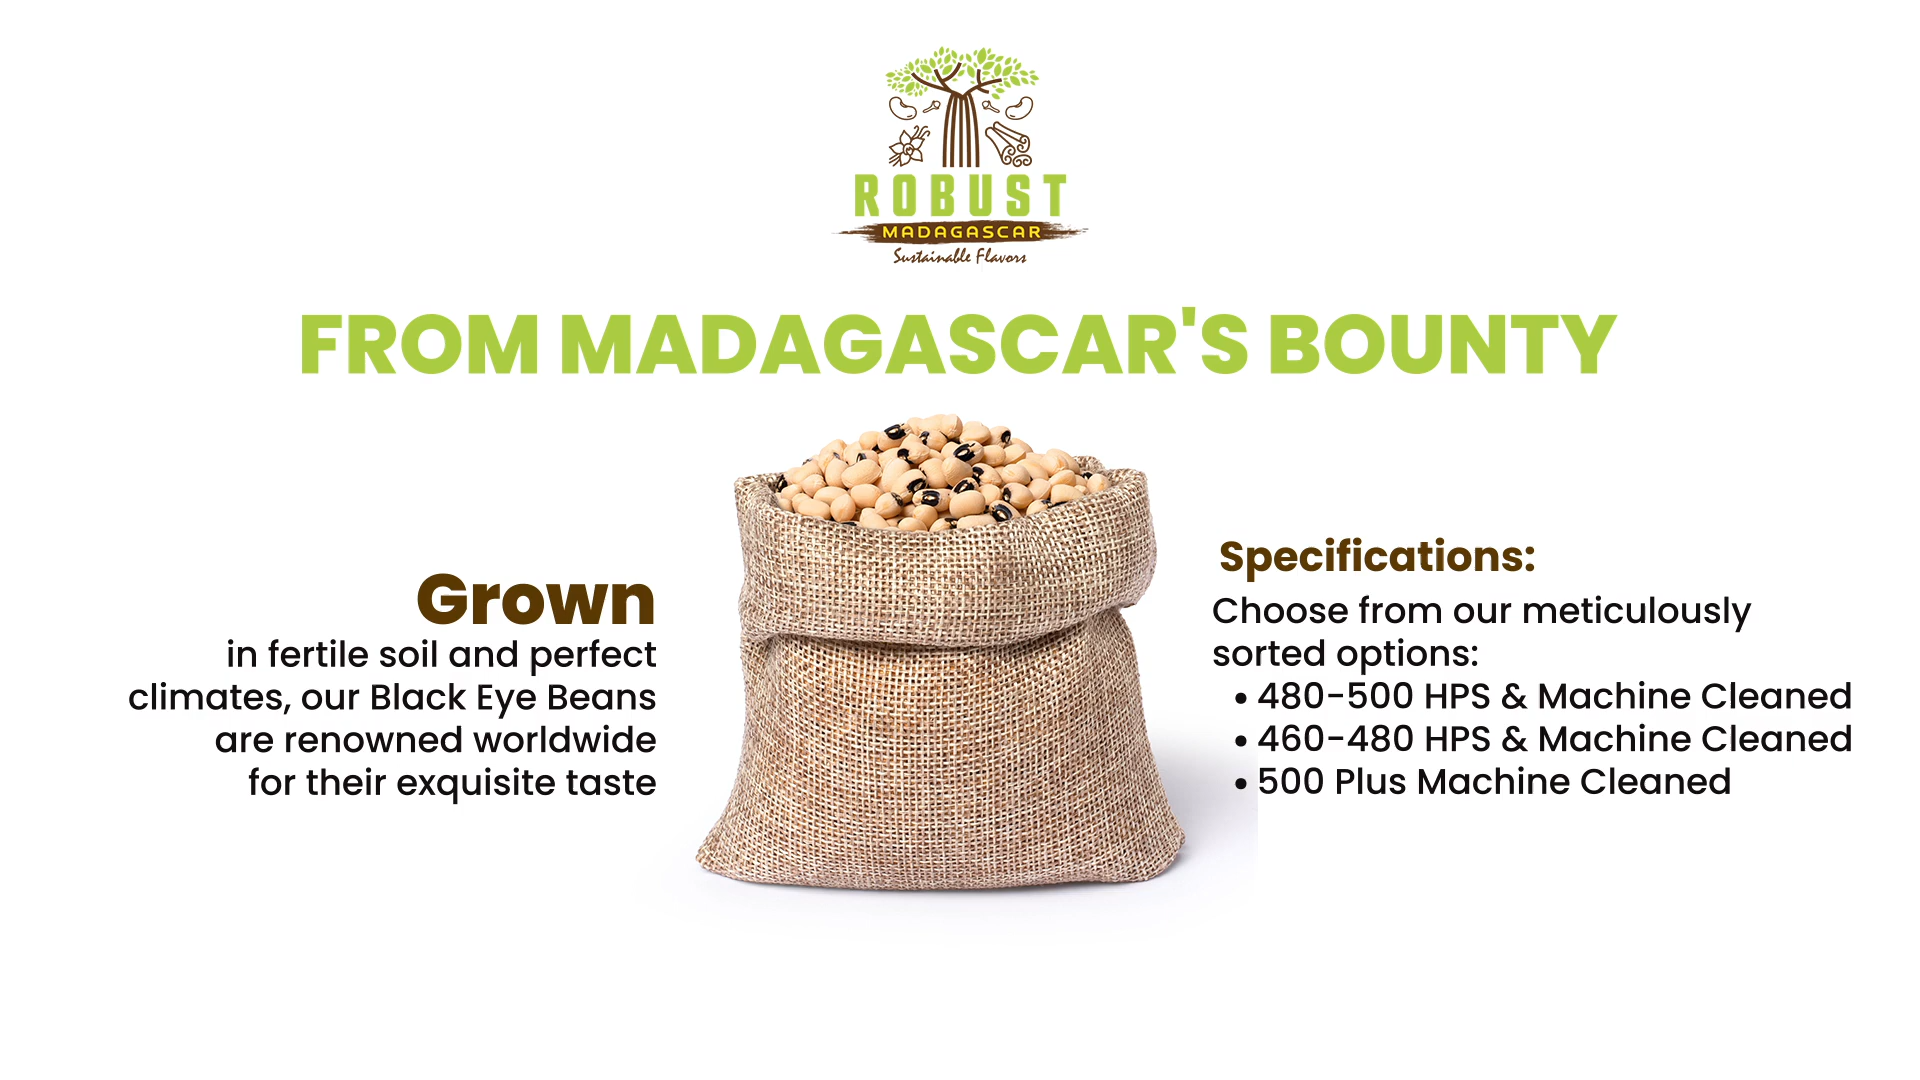 ROBUST
MADAGASCAR
Sustainable Flavors
FROM MADAGASCAR'S BOUNTY
Grown
in fertile soil and perfect
climates, our Black Eye Beans
are renowned worldwide
for their exquisite taste
Specifications:
Choose from our meticulously
sorted options:
• 480-500 HPS & Machine Cleaned
• 460-480 HPS & Machine Cleaned
• 500 Plus Machine Cleaned